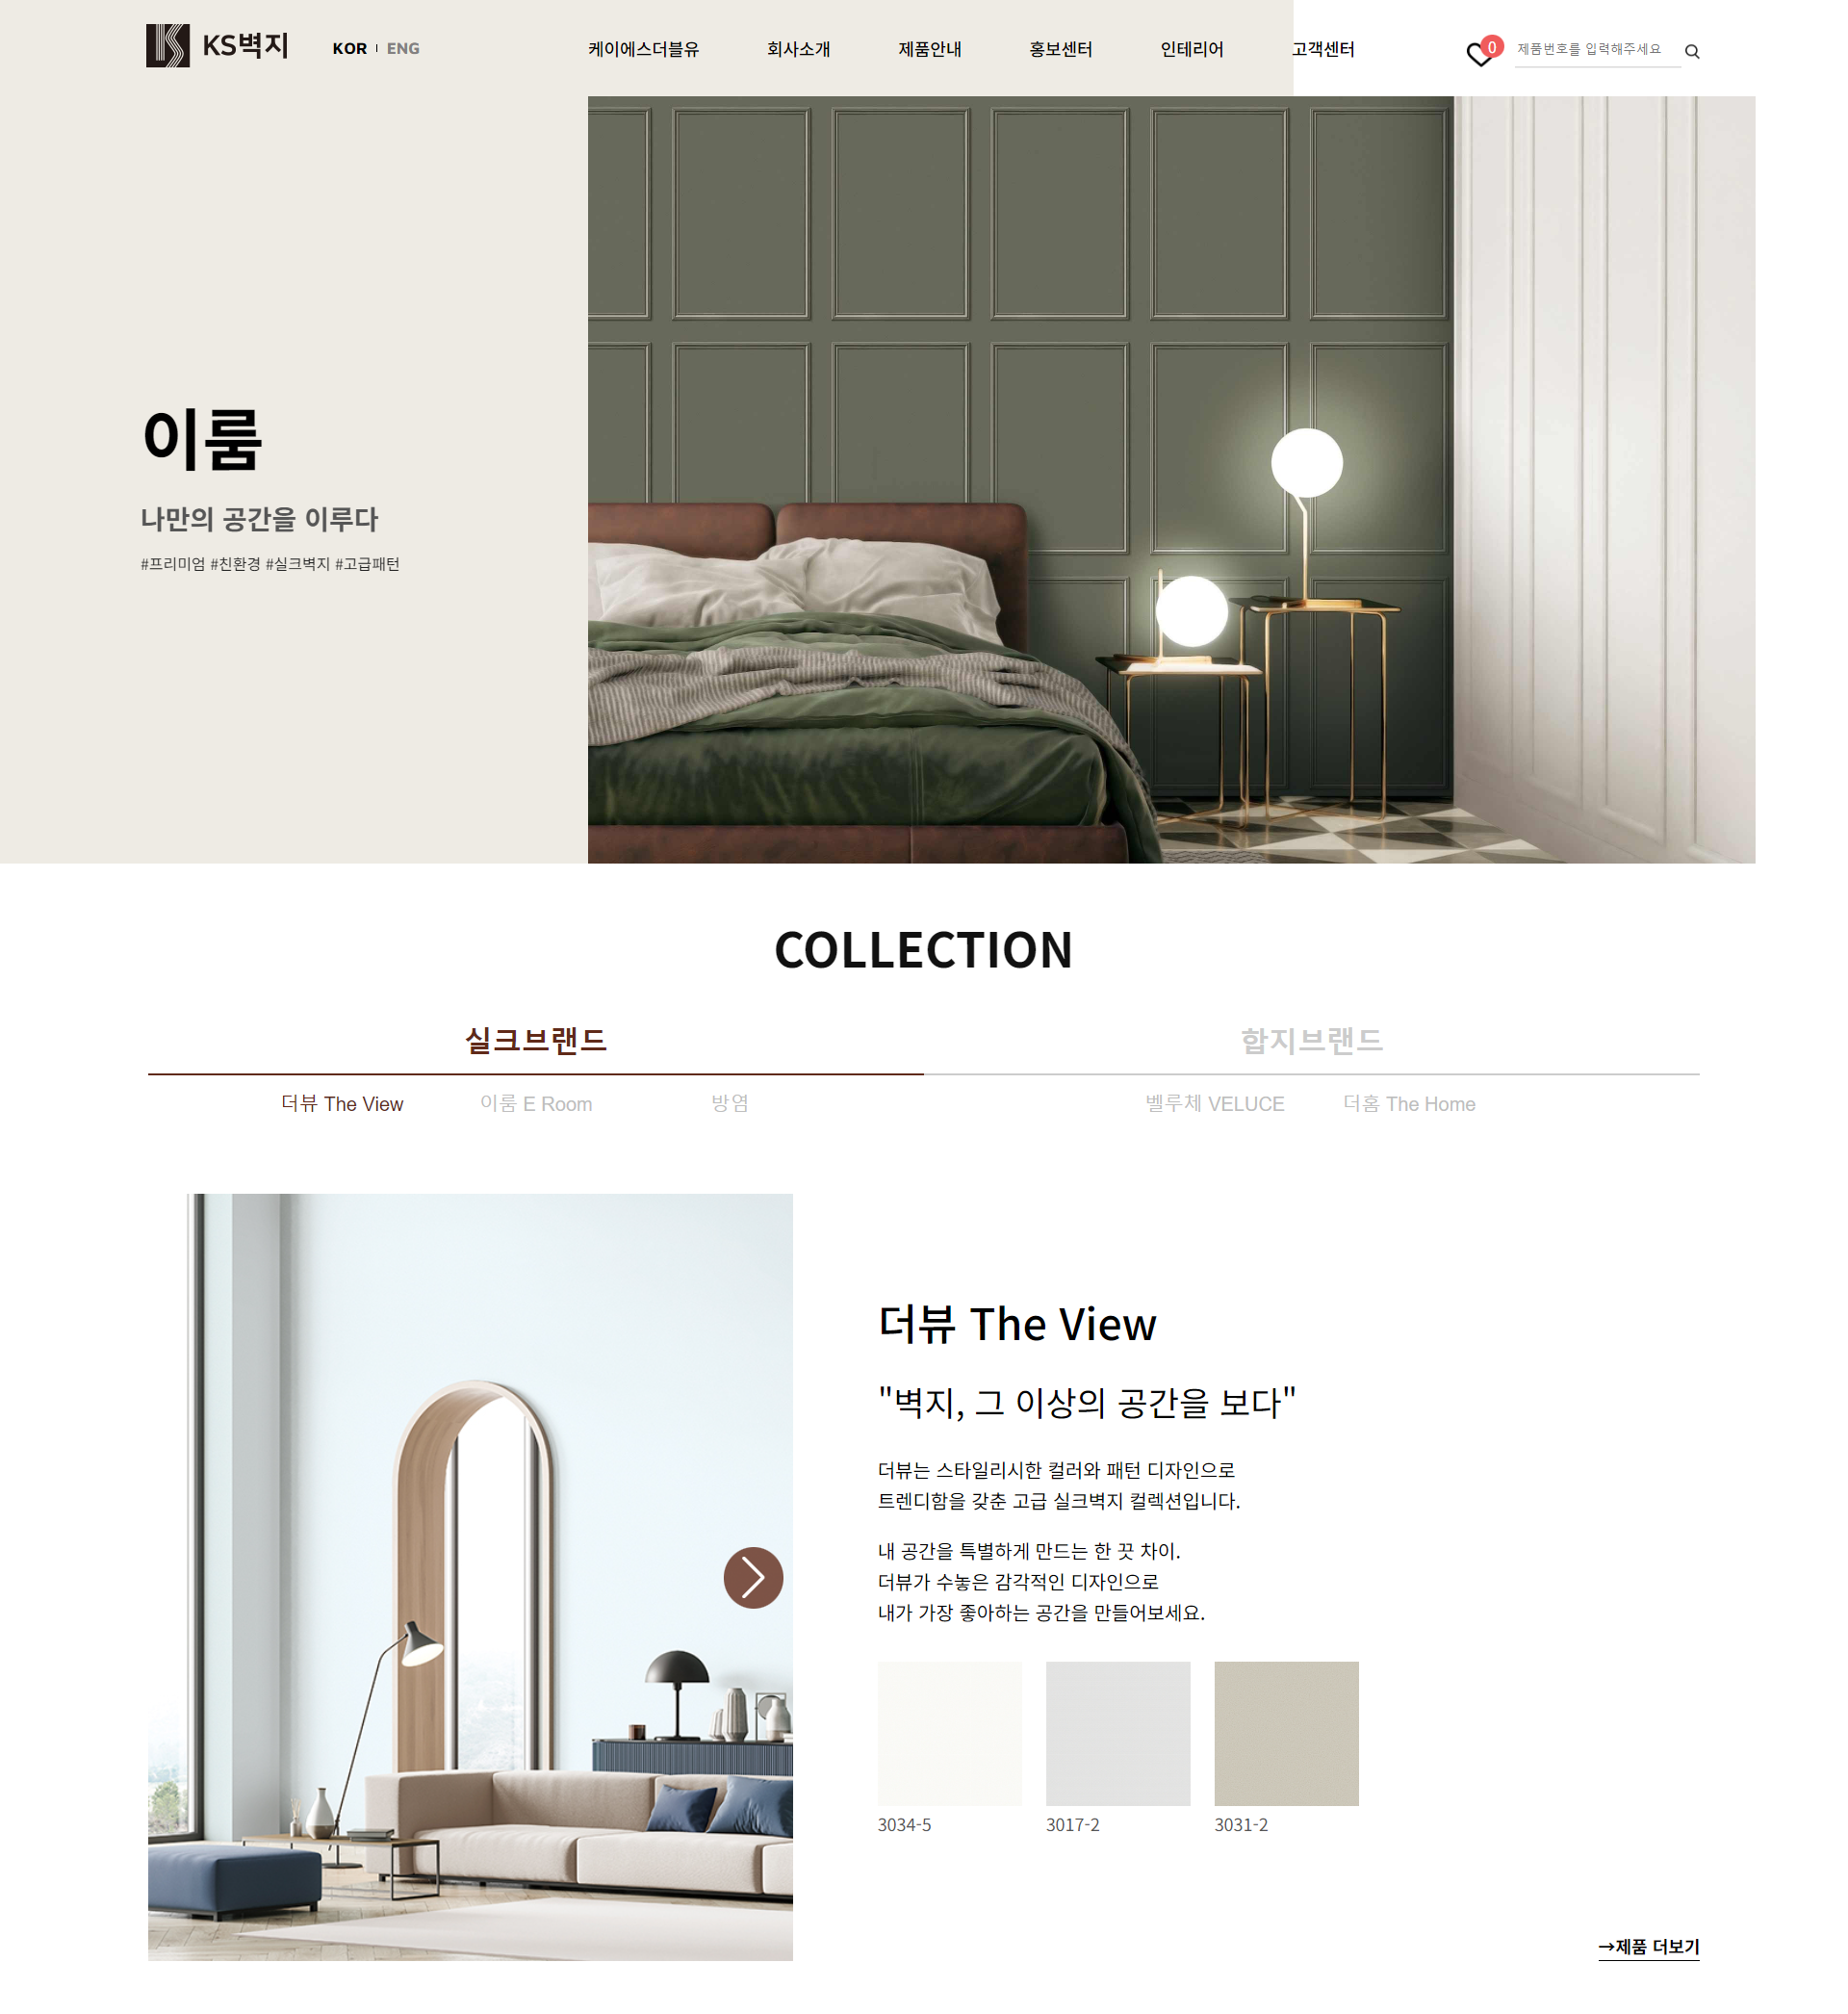 KS벽지
KOR ENG
케이에스더블유 회사소개 제품안내 홍보센터 인테리어 고객센터
0
제품번호를 입력해주세요
이룸
나만의 공간을 이루다
#프리미엄 #친환경 #실크벽지 #고급패턴
COLLECTION
실크브랜드 합지브랜드
더뷰 The View 이룸 E Room 방염 벨루체 VELUCE 더홈 The Home
더뷰 The View
"벽지, 그 이상의 공간을 보다"
더뷰는 스타일리시한 컬러와 패턴 디자인으로
트렌디함을 갖춘 고급 실크벽지 컬렉션입니다.
내 공간을 특별하게 만드는 한 끗 차이.
더뷰가 수놓은 감각적인 디자인으로
내가 가장 좋아하는 공간을 만들어보세요.
3034-5 3017-2 3031-2
→제품 더보기